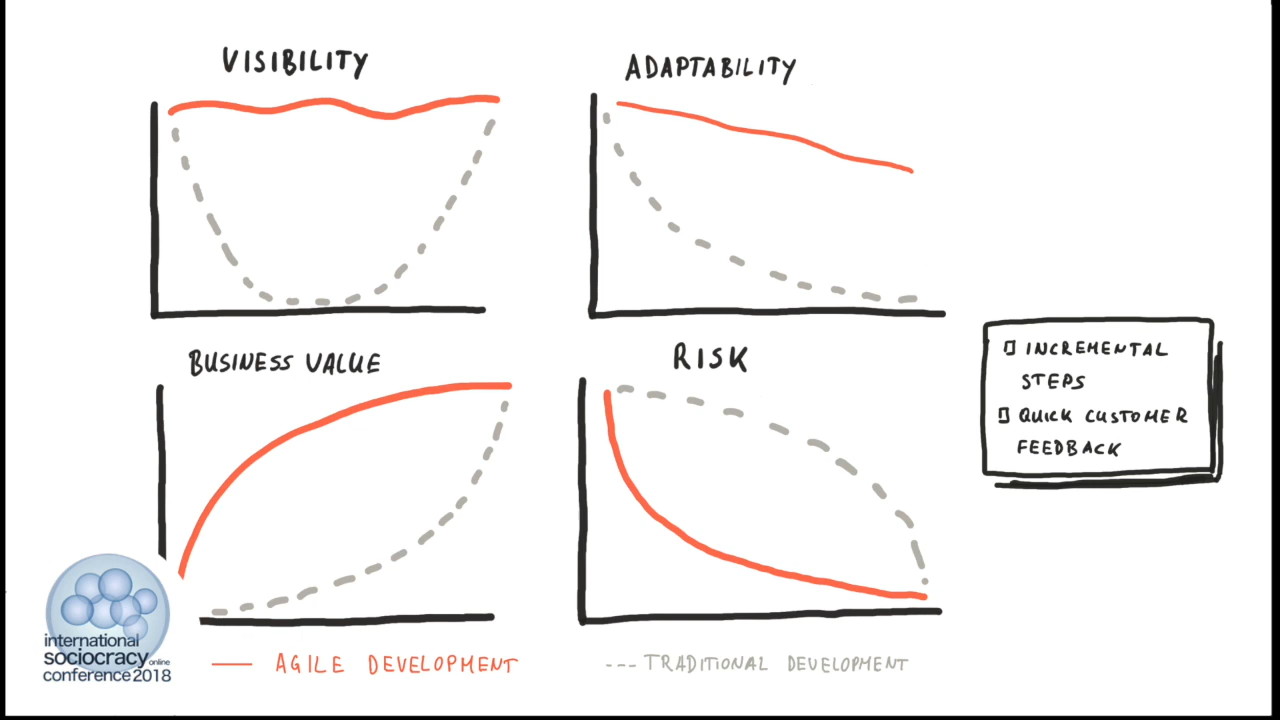 VISIBILITY
ADAPTABILITY
BUSINESS VALUE
RISK
INCREMENTAL
STEPS
QUICK CUSTOMER
FEEDBACK
AGILE DEVELOPMENT
--- TRADITIONAL DEVELOPMENT
international
sociocracy online
conference 2018